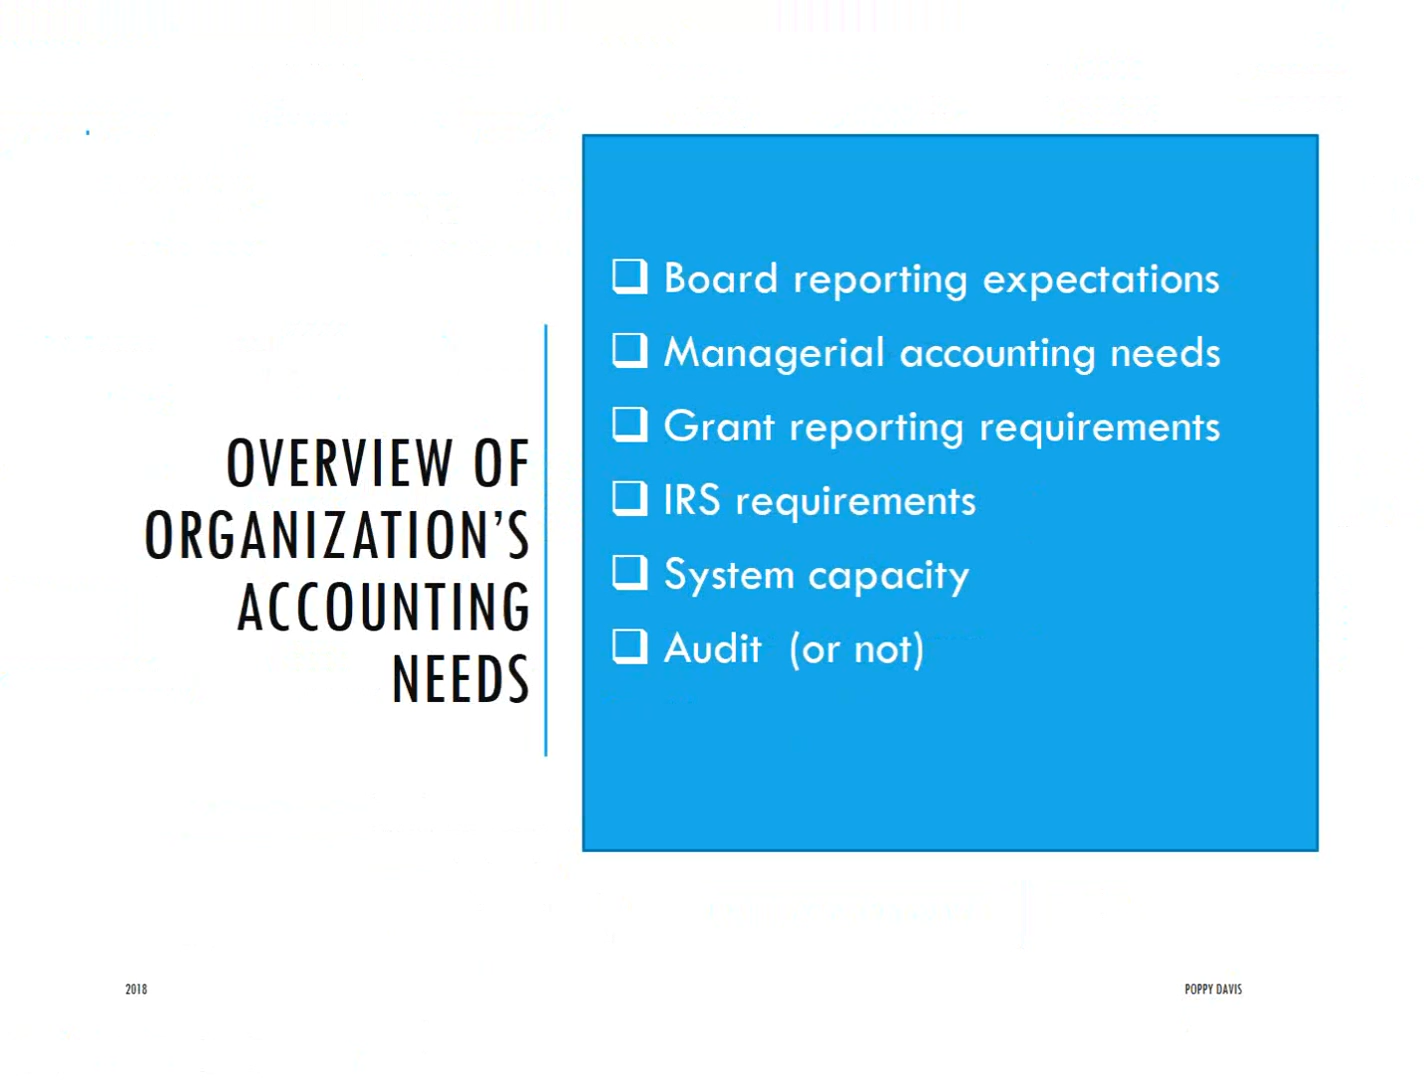 OVERVIEW OF
ORGANIZATION'S
ACCOUNTING
NEEDS
❑ Board reporting expectations
❑ Managerial accounting needs
❑ Grant reporting requirements
❑ IRS requirements
❑ System capacity
❑ Audit  (or not)
2018
POPPY DAVIS